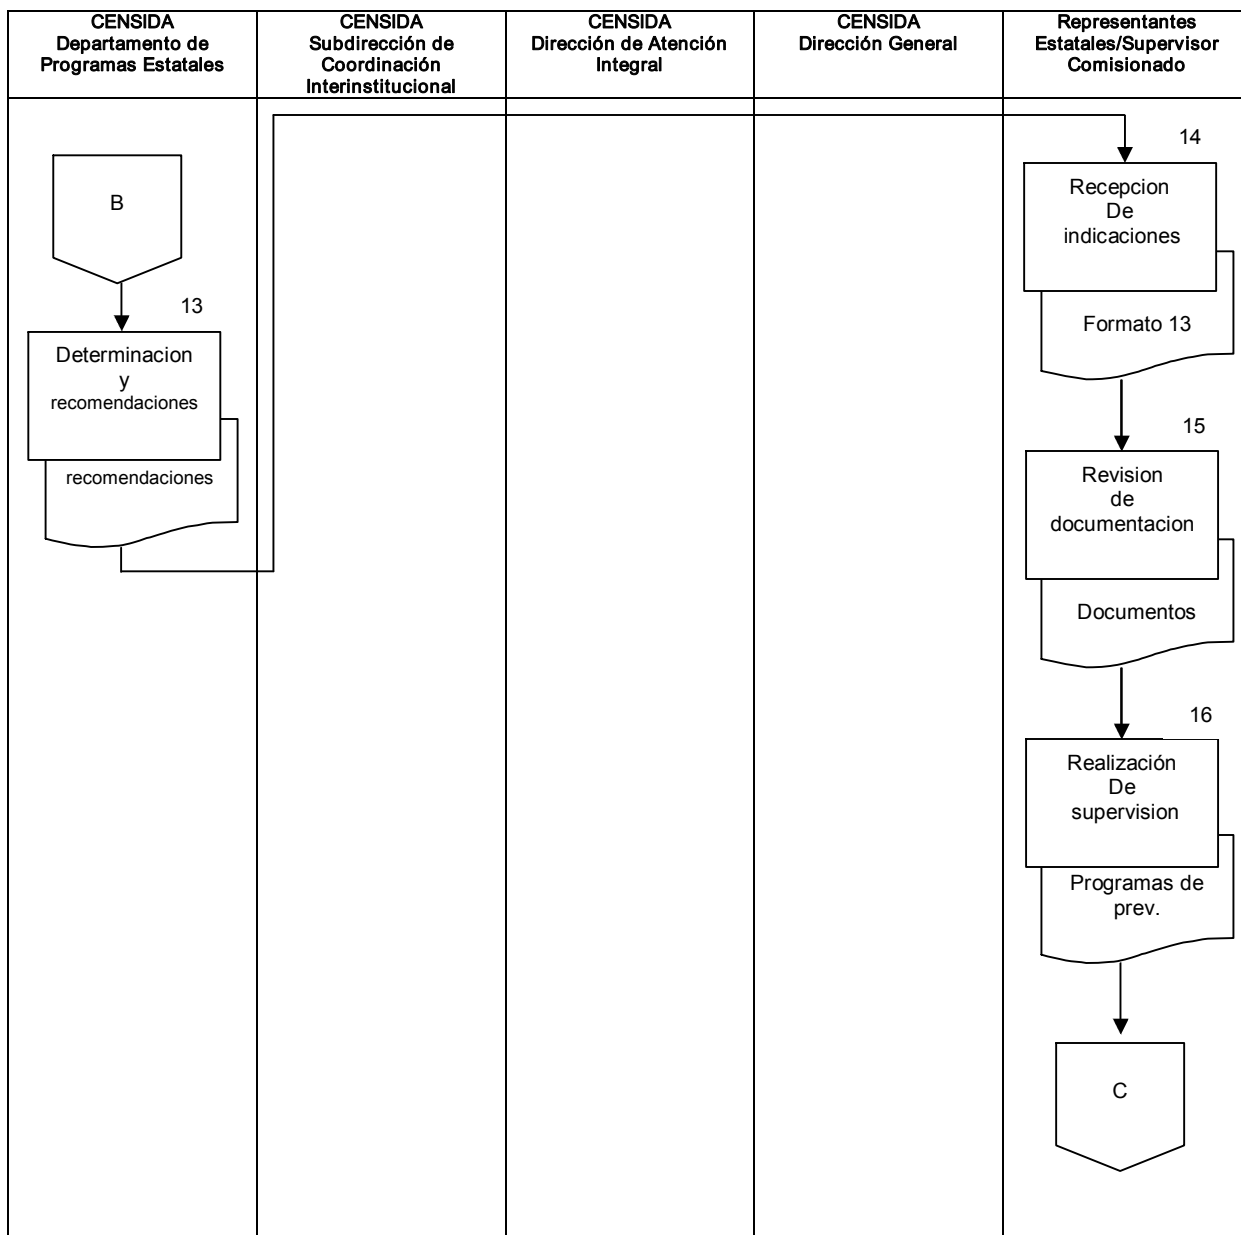 CENSIDA
Departamento de
Programas Estatales
CENSIDA
Subdirección de
Coordinación
Interinstitucional
CENSIDA
Dirección de Atención
Integral
CENSIDA
Dirección General
Representantes
Estatales/Supervisor
Comisionado
B
13
Determinacion
y
recomendaciones
recomendaciones
14
Recepcion
De
indicaciones
Formato 13
15
Revision
de
documentacion
Documentos
16
Realización
De
supervision
Programas de
prev.
C